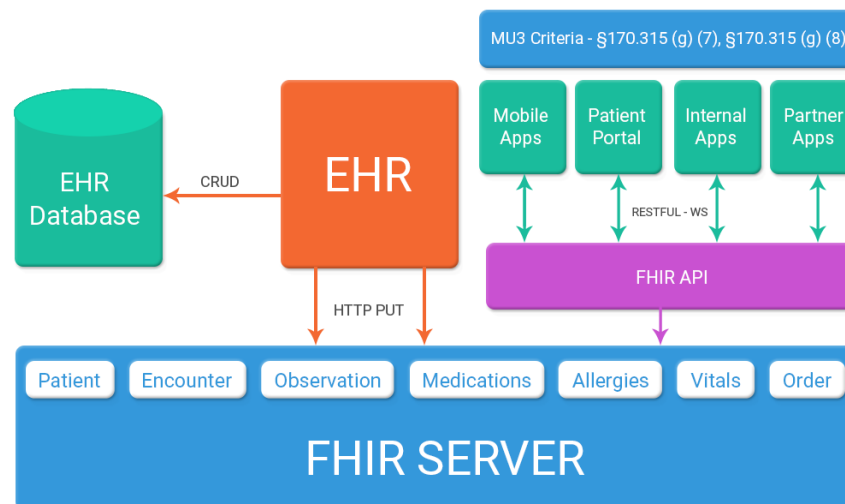 MU3 Criteria - §170.315 (g) (7), §170.315 (g) (8)
Mobile
Apps
Patient
Portal
Internal
Apps
Partner
Apps
EHR
Database
CRUD
EHR
RESTFUL - WS
FHIR API
HTTP PUT
Patient
Encounter
Observation
Medications
Allergies
Vitals
Order
FHIR SERVER